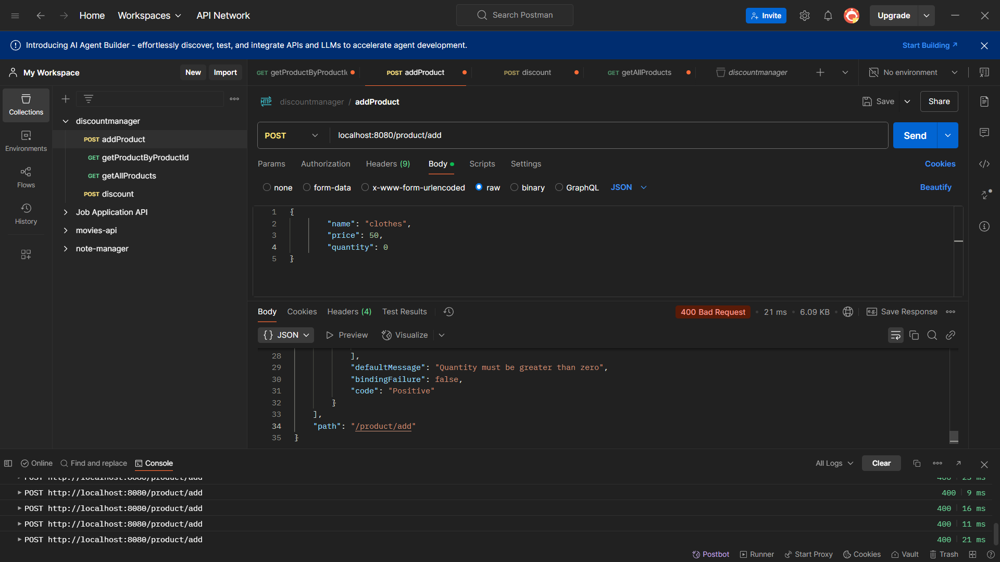 Home Workspaces API Network Search Postman Invite Upgrade
Introducing AI Agent Builder - effortlessly discover, test, and integrate APIs and LLMs to accelerate agent development. Start Building
My Workspace New Import GET getProductByProductI POST addProduct POST discount GET getAllProducts discountmanager No environment
Collections
Environments
Flows
History
discountmanager
POST addProduct
GET getProductByProductId
GET getAllProducts
POST discount
Job Application API
movies-api
note-manager
HTTP discountmanager / addProduct Save Share
POST localhost:8080/product/add Send
Params Authorization Headers (9) Body Scripts Settings Cookies
none form-data x-www-form-urlencoded raw binary GraphQL JSON Beautify
1 {
2 "name": "clothes",
3 "price": 50,
4 "quantity": 0
5 }
Body Cookies Headers (4) Test Results 400 Bad Request 21 ms 6.09 KB e.g. Save Response
{} JSON Preview Visualize
28 ],
29 "defaultMessage": "Quantity must be greater than zero",
30 "bindingFailure": false,
31 "code": "Positive"
32 }
33 ],
34 "path": "/product/add"
35 }
Online Find and replace Console All Logs Clear
POST http://localhost:8080/product/add 400 25 ms
POST http://localhost:8080/product/add 400 9 ms
POST http://localhost:8080/product/add 400 16 ms
POST http://localhost:8080/product/add 400 11 ms
POST http://localhost:8080/product/add 400 21 ms
Postbot Runner Start Proxy Cookies Vault Trash